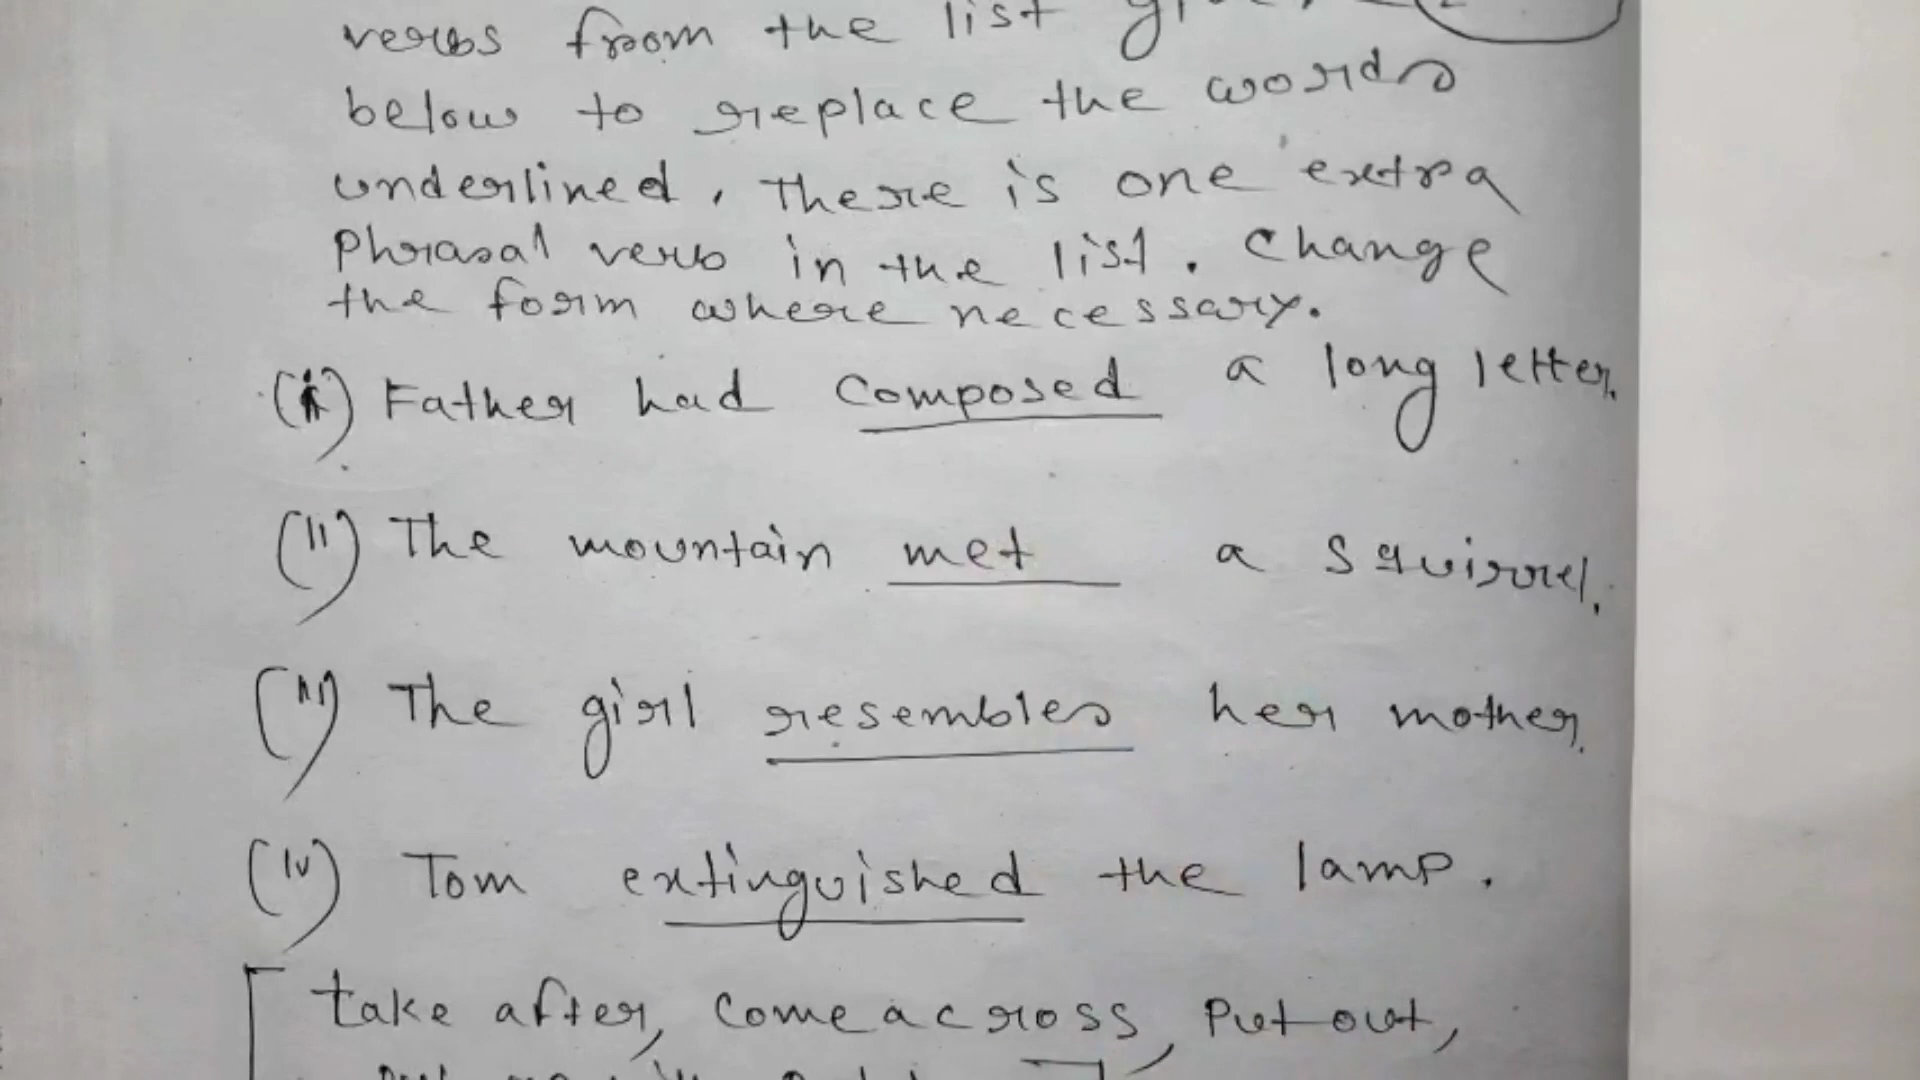 verbs from the list
below to replace the words
underlined. There is one extra
Phrasal verb in the list. Change
the form where necessary.
(i) Father had composed a long letter.
(ii) The mountain met a squirrel.
(iii) The girl resembles her mother.
(iv) Tom extinguished the lamp.
[take after, come across, Put out,